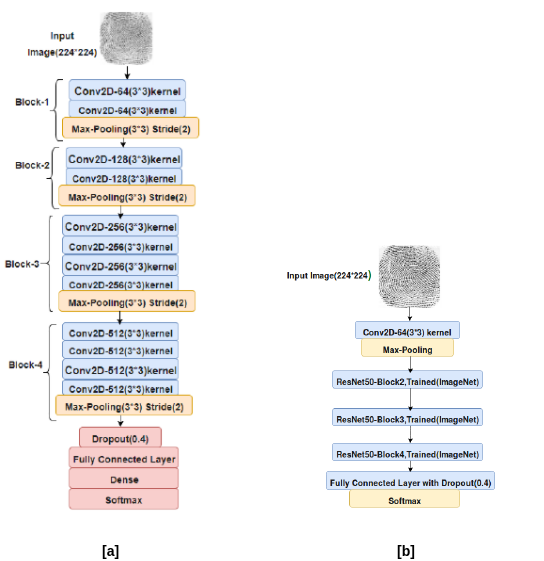 Input
Image(224*224)
Block-1
Conv2D-64(3*3)kernel
Conv2D-64(3*3)kernel
Max-Pooling(3*3) Stride(2)
Block-2
Conv2D-128(3*3)kernel
Conv2D-128(3*3)kernel
Max-Pooling(3*3) Stride(2)
Block-3
Conv2D-256(3*3)kernel
Conv2D-256(3*3)kernel
Conv2D-256(3*3)kernel
Conv2D-256(3*3)kernel
Max-Pooling(3*3) Stride(2)
Block-4
Conv2D-512(3*3)kernel
Conv2D-512(3*3)kernel
Conv2D-512(3*3)kernel
Conv2D-512(3*3)kernel
Max-Pooling(3*3) Stride(2)
Dropout(0.4)
Fully Connected Layer
Dense
Softmax
[a]
Input Image(224*224)
Conv2D-64(3*3) kernel
Max-Pooling
ResNet50-Block2,Trained(ImageNet)
ResNet50-Block3,Trained(ImageNet)
ResNet50-Block4,Trained(ImageNet)
Fully Connected Layer with Dropout(0.4)
Softmax
[b]